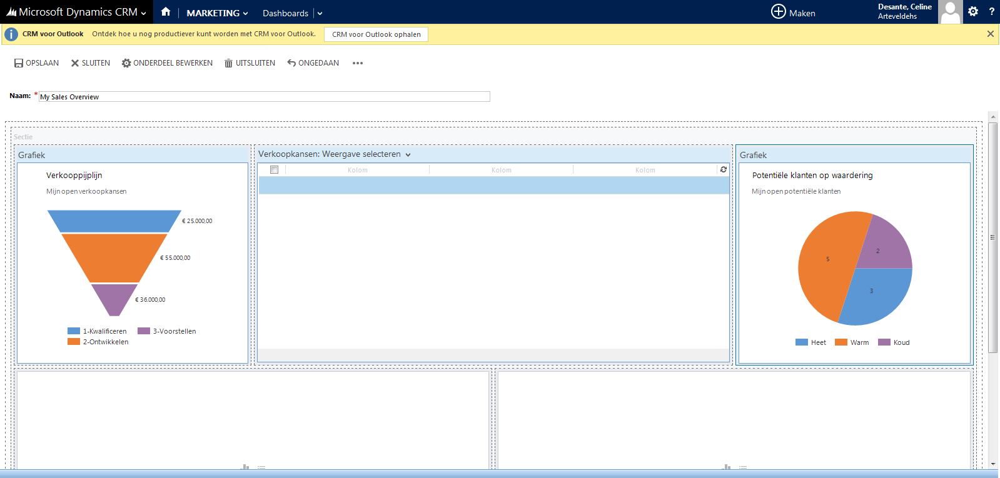 Microsoft Dynamics CRM MARKETING Dashboards Maken Desante, Celine ?
Arteveldehs
CRM voor Outlook Ontdek hoe u nog productiever kunt worden met CRM voor Outlook. CRM voor Outlook ophalen
OPSLAAN SLUITEN ONDERDEEL BEWERKEN UITSLUITEN ONGEDAAN •••
Naam: * My Sales Overview
Sectie
Grafiek
Verkooppijplijn
Mijn open verkoopkansen
€ 25.000,00
€ 55.000,00
€ 36.000,00
1-Kwalificeren 3-Voorstellen
2-Ontwikkelen
Verkoopkansen: Weergave selecteren
Kolom Kolom Kolom
Grafiek
Potentiële klanten op waardering
Mijn open potentiële klanten
5
2
3
Heet Warm Koud